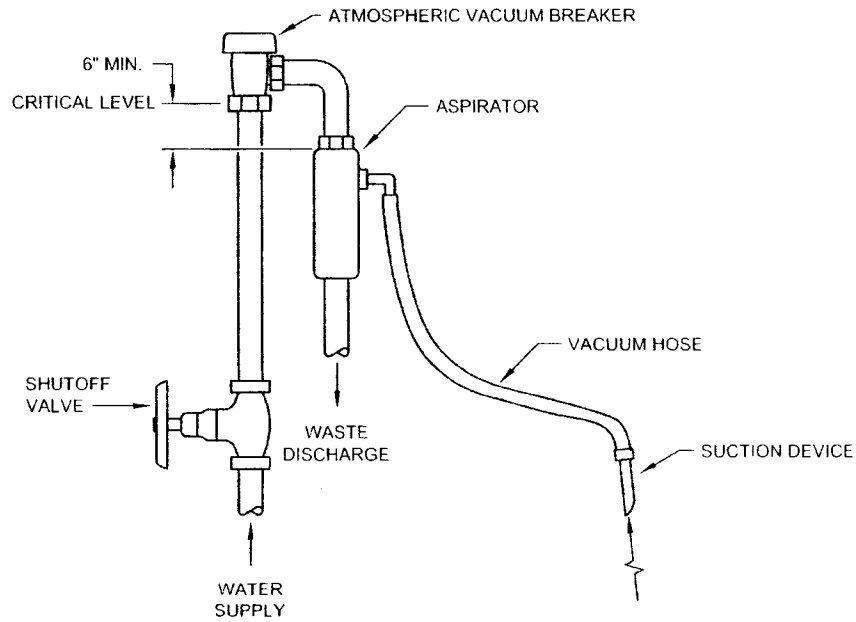 ATMOSPHERIC VACUUM BREAKER
6" MIN.
CRITICAL LEVEL
ASPIRATOR
VACUUM HOSE
SHUTOFF
VALVE
WASTE
DISCHARGE
SUCTION DEVICE
WATER
SUPPLY